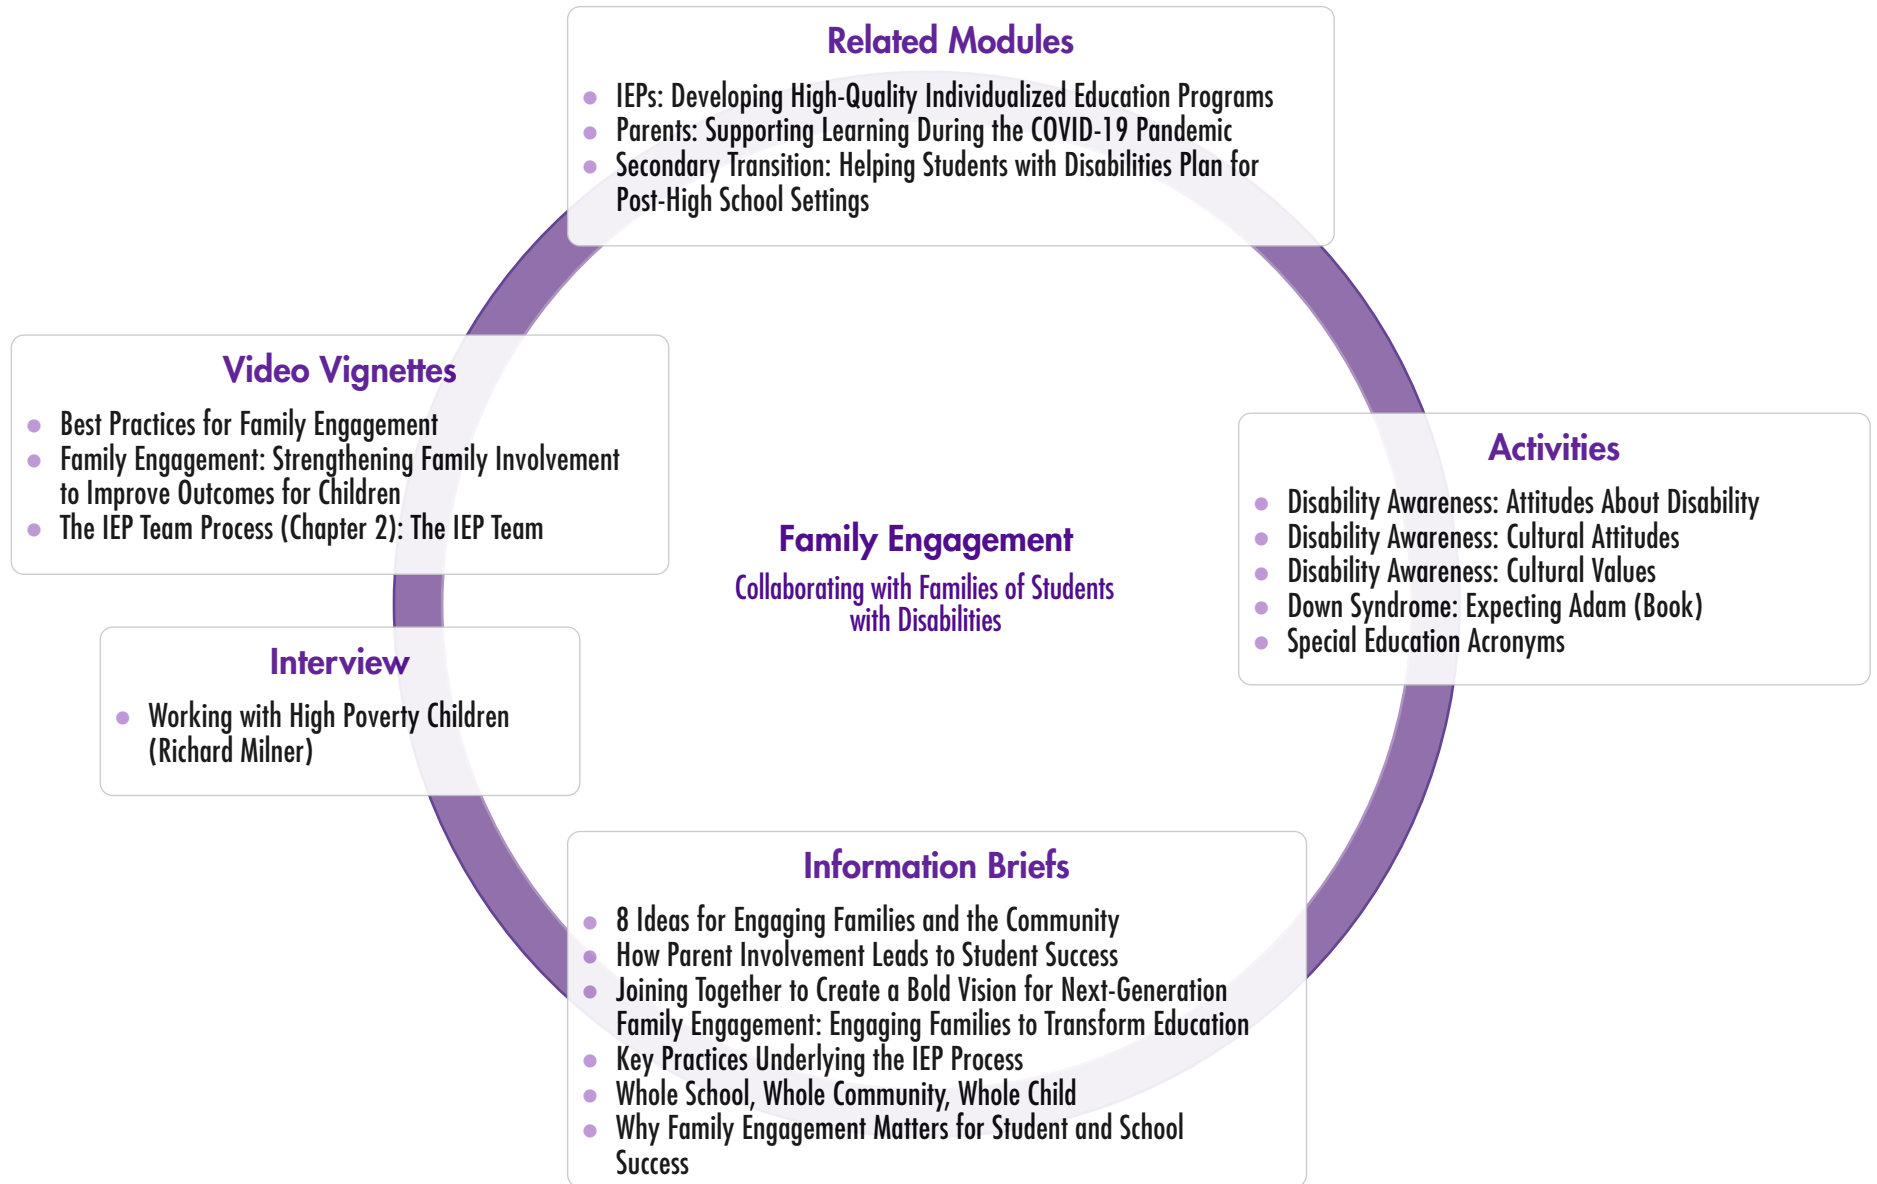 Related Modules
IEPs: Developing High-Quality Individualized Education Programs
Parents: Supporting Learning During the COVID-19 Pandemic
Secondary Transition: Helping Students with Disabilities Plan for
Post-High School Settings
Video Vignettes
Best Practices for Family Engagement
Family Engagement: Strengthening Family Involvement
to Improve Outcomes for Children
The IEP Team Process (Chapter 2): The IEP Team
Activities
Disability Awareness: Attitudes About Disability
Disability Awareness: Cultural Attitudes
Disability Awareness: Cultural Values
Down Syndrome: Expecting Adam (Book)
Special Education Acronyms
Family Engagement
Collaborating with Families of Students
with Disabilities
Interview
Working with High Poverty Children
(Richard Milner)
Information Briefs
8 Ideas for Engaging Families and the Community
How Parent Involvement Leads to Student Success
Joining Together to Create a Bold Vision for Next-Generation
Family Engagement: Engaging Families to Transform Education
Key Practices Underlying the IEP Process
Whole School, Whole Community, Whole Child
Why Family Engagement Matters for Student and School
Success